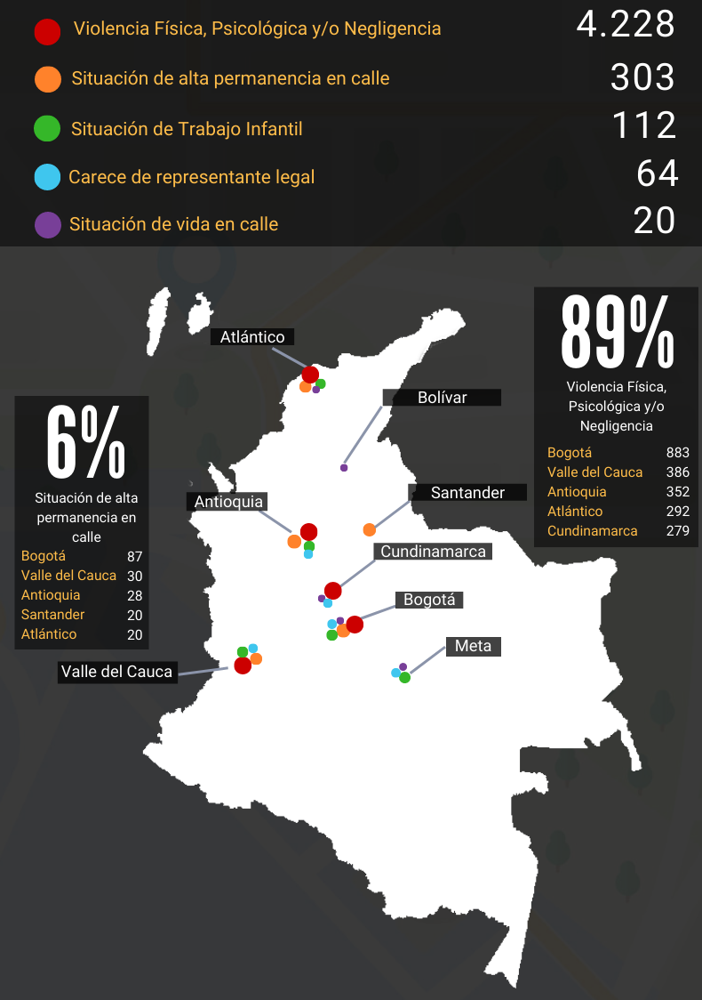 Violencia Física, Psicológica y/o Negligencia 4.228
Situación de alta permanencia en calle 303
Situación de Trabajo Infantil 112
Carece de representante legal 64
Situación de vida en calle 20
89%
Violencia Física,
Psicológica y/o
Negligencia
Bogotá 883
Valle del Cauca 386
Antioquia 352
Atlántico 292
Cundinamarca 279
Atlántico
Bolívar
6%
Situación de alta
permanencia en
calle
Bogotá 87
Valle del Cauca 30
Antioquia 28
Santander 20
Atlántico 20
Antioquia
Santander
Cundinamarca
Bogotá
Meta
Valle del Cauca